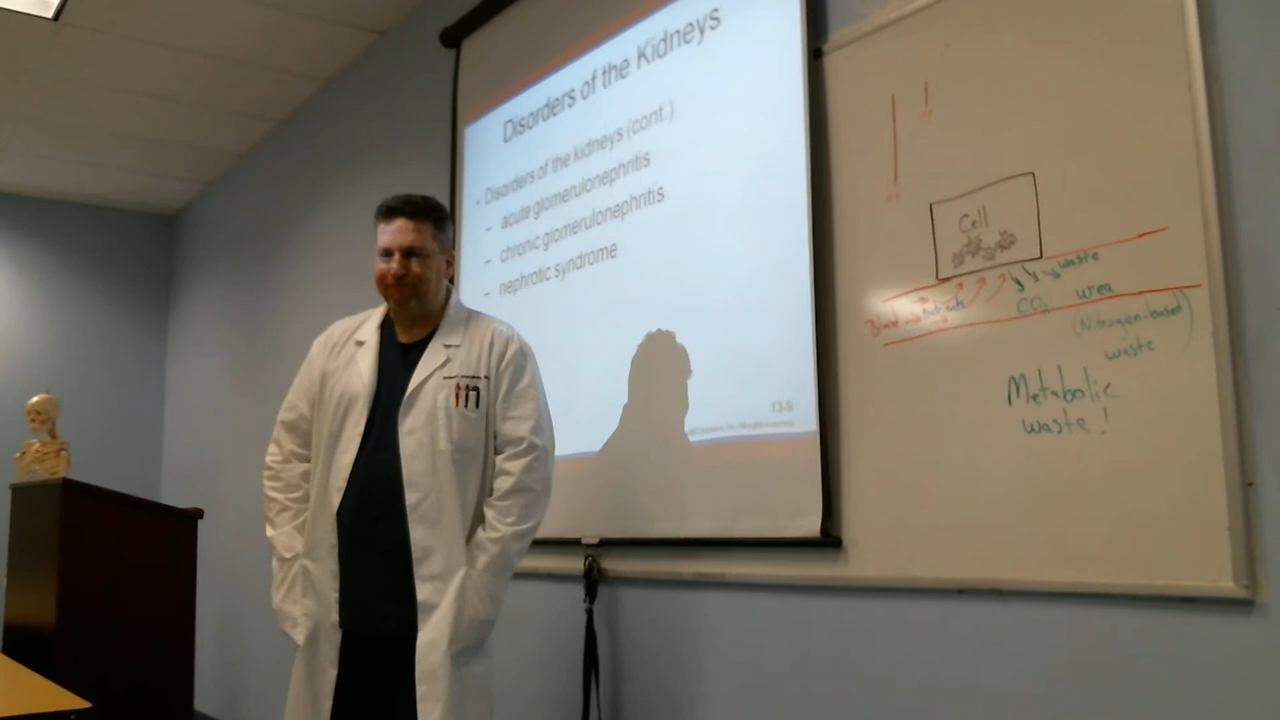 Disorders of the Kidneys
• Disorders of the kidneys (cont.)
– acute glomerulonephritis
– chronic glomerulonephritis
– nephrotic syndrome
13-9
Cell
waste
Blood
CO2 urea
(Nitrogen-based)
waste
Metabolic
waste!